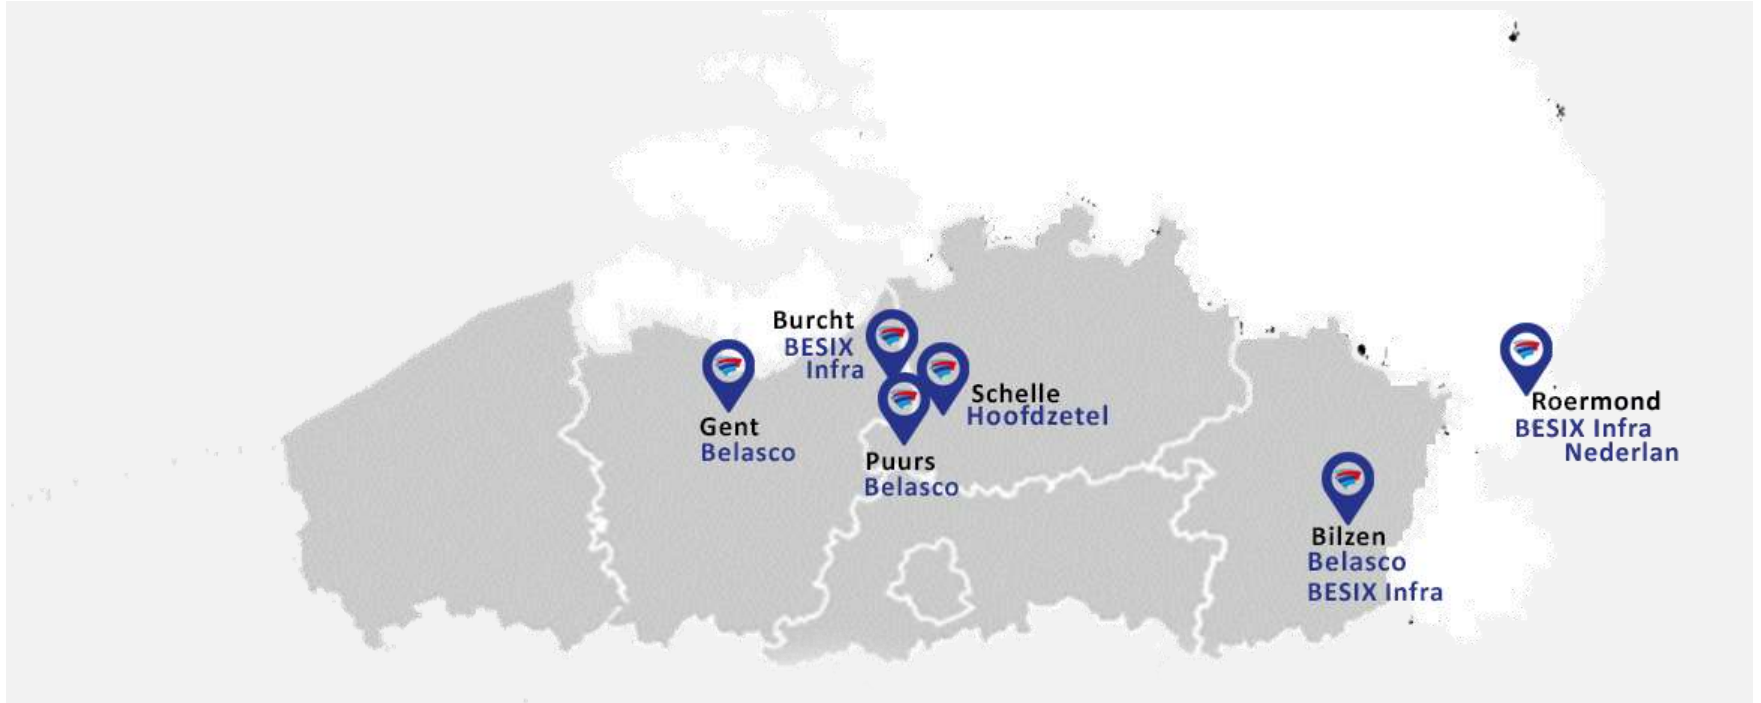 Burcht
BESIX
Infra
Gent
Belasco
Schelle
Hoofdzetel
Puurs
Belasco
Roermond
BESIX Infra
Nederlan
Bilzen
Belasco
BESIX Infra